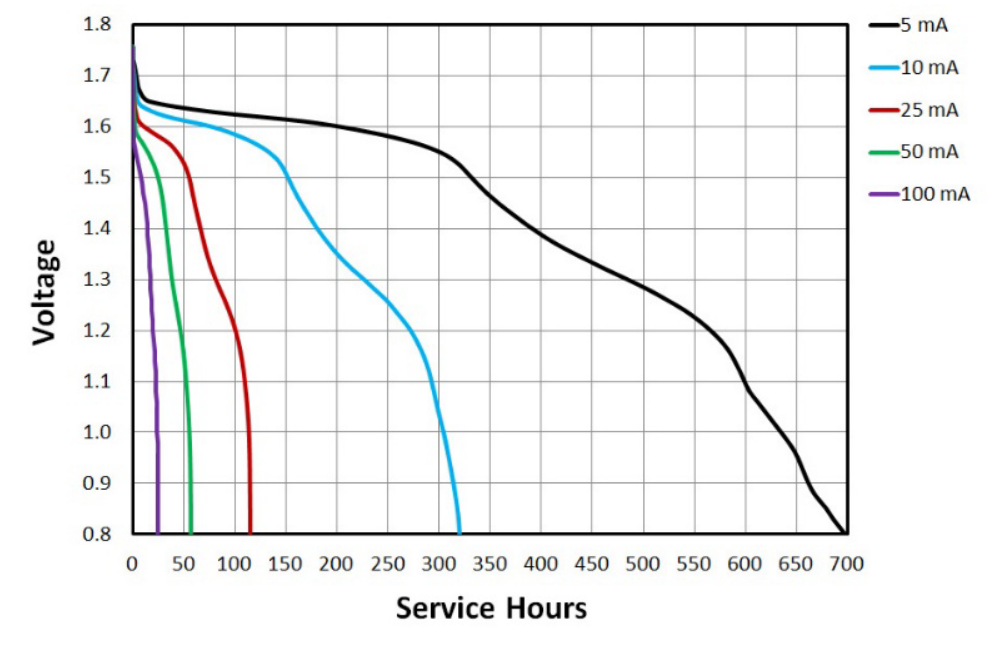 1.8
1.7
1.6
1.5
1.4
1.3
1.2
1.1
1.0
0.9
0.8
Voltage
0 50 100 150 200 250 300 350 400 450 500 550 600 650 700
Service Hours
5 mA
10 mA
25 mA
50 mA
100 mA